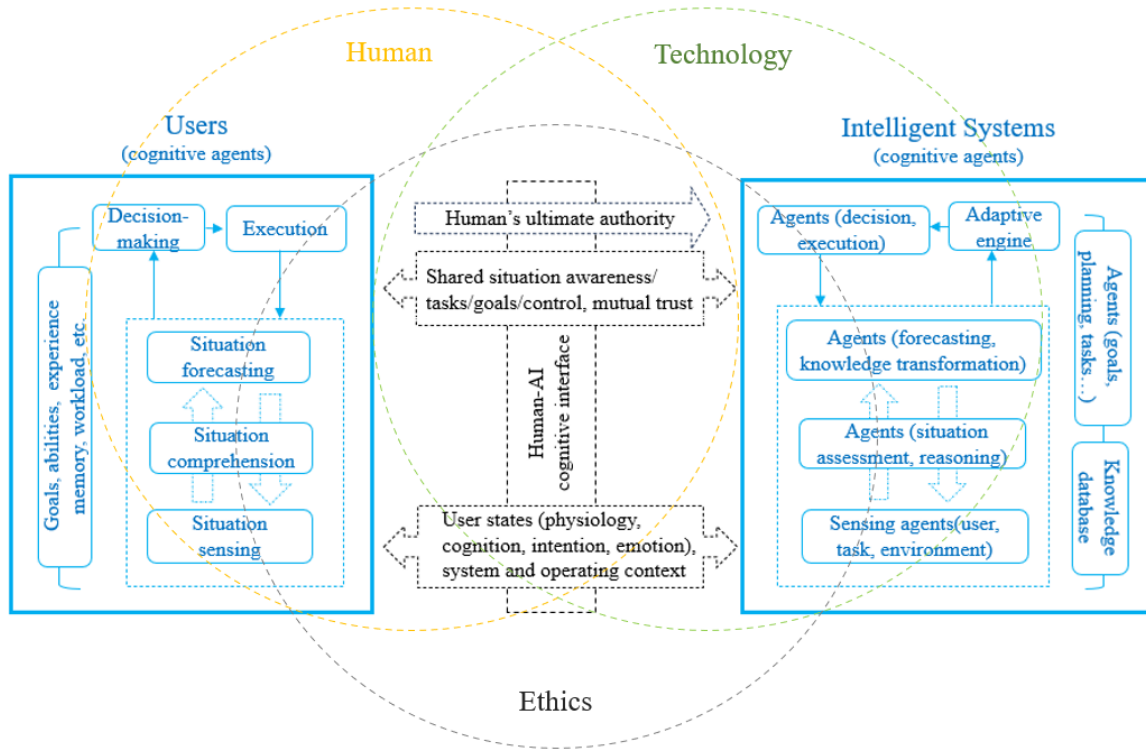 Human
Technology
Users
(cognitive agents)
Intelligent Systems
(cognitive agents)
Decision-
making
Execution
Goals, abilities, experience
memory, workload, etc.
Situation
forecasting
Situation
comprehension
Situation
sensing
Human's ultimate authority
Shared situation awareness/
tasks/goals/control, mutual trust
Human-AI
cognitive interface
User states (physiology,
cognition, intention, emotion),
system and operating context
Agents (decision,
execution)
Adaptive
engine
Agents (forecasting,
knowledge transformation)
Agents (situation
assessment, reasoning)
Sensing agents(user,
task, environment)
Agents (goals,
planning, tasks…)
Knowledge
database
Ethics